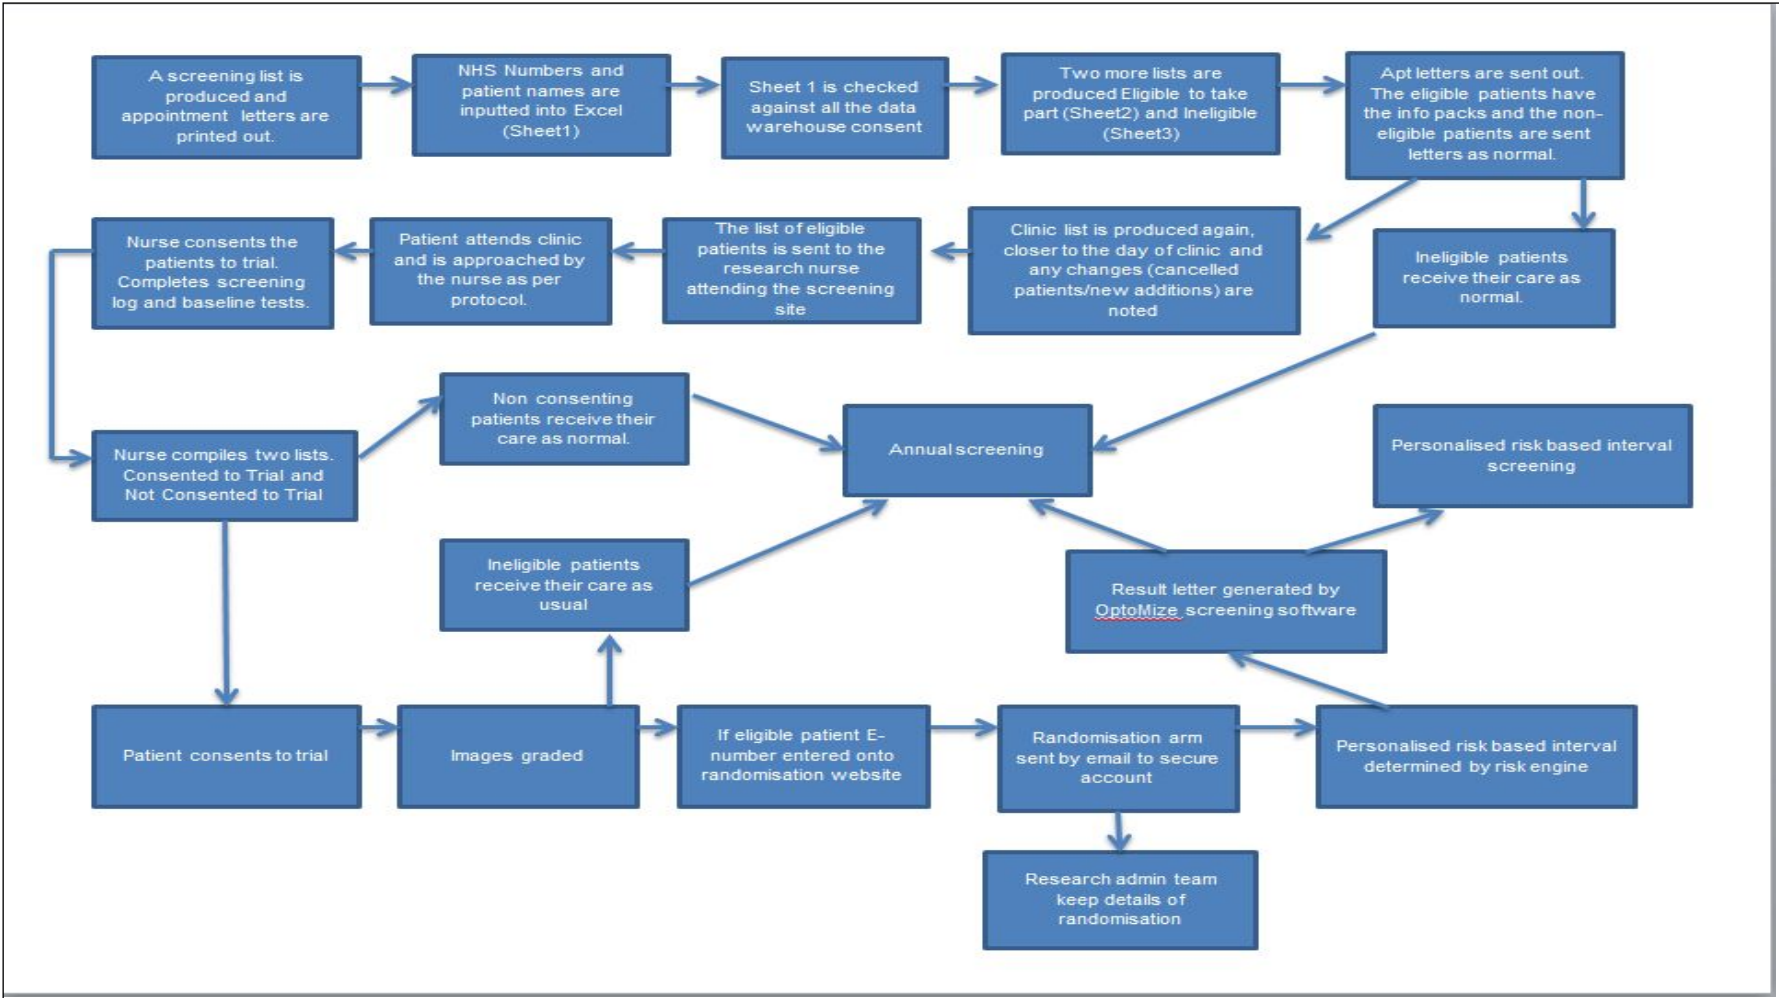 A screening list is
produced and
appointment letters are
printed out.
NHS Numbers and
patient names are
inputted into Excel
(Sheet1)
Sheet 1 is checked
against all the data
warehouse consent
Two more lists are
produced Eligible to take
part (Sheet2) and Ineligible
(Sheet3)
Apt letters are sent out.
The eligible patients have
the info packs and the non-
eligible patients are sent
letters as normal.
Nurse consents the
patients to trial.
Completes screening
log and baseline tests.
Patient attends clinic
and is approached by
the nurse as per
protocol.
The list of eligible
patients is sent to the
research nurse
attending the screening
site
Clinic list is produced again,
closer to the day of clinic and
any changes (cancelled
patients/new additions) are
noted
Ineligible patients
receive their care as
normal.
Nurse compiles two lists.
Consented to Trial and
Not Consented to Trial
Non consenting
patients receive their
care as normal.
Annual screening
Personalised risk based interval
screening
Ineligible patients
receive their care as
usual
Result letter generated by
OptoMize screening software
Patient consents to trial
Images graded
If eligible patient E-
number entered onto
randomisation website
Randomisation arm
sent by email to secure
account
Personalised risk based interval
determined by risk engine
Research admin team
keep details of
randomisation